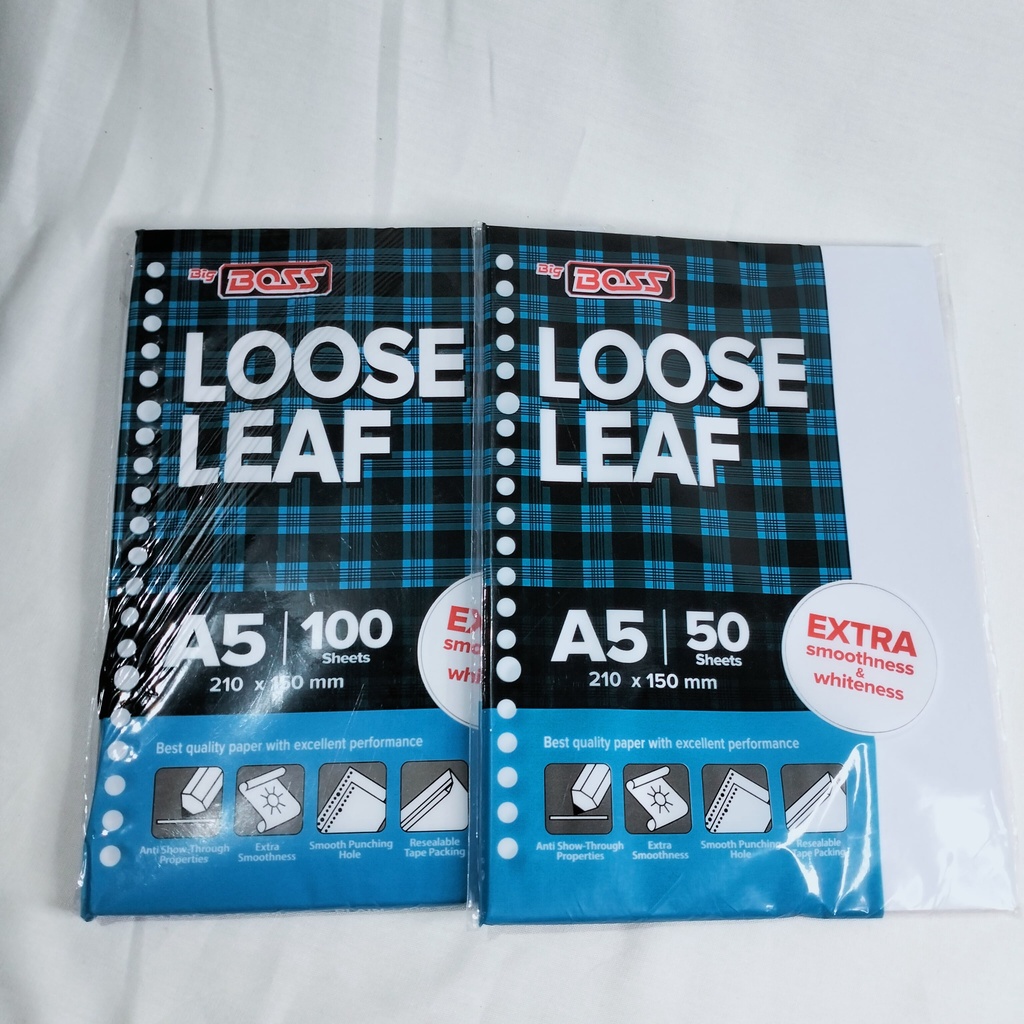 Big BOSS
LOOSE
LEAF
A5 | 100
Sheets
210 x 150 mm
EX
smo
whi
Best quality paper with excellent performance
Anti Show-Through
Properties
Extra
Smoothness
Smooth Punching
Hole
Resealable
Tape Packing
Big BOSS
LOOSE
LEAF
A5 | 50
Sheets
210 x 150 mm
EXTRA
smoothness
&
whiteness
Best quality paper with excellent performance
Anti Show-Through
Properties
Extra
Smoothness
Smooth Punching
Hole
Resealable
Tape Packing